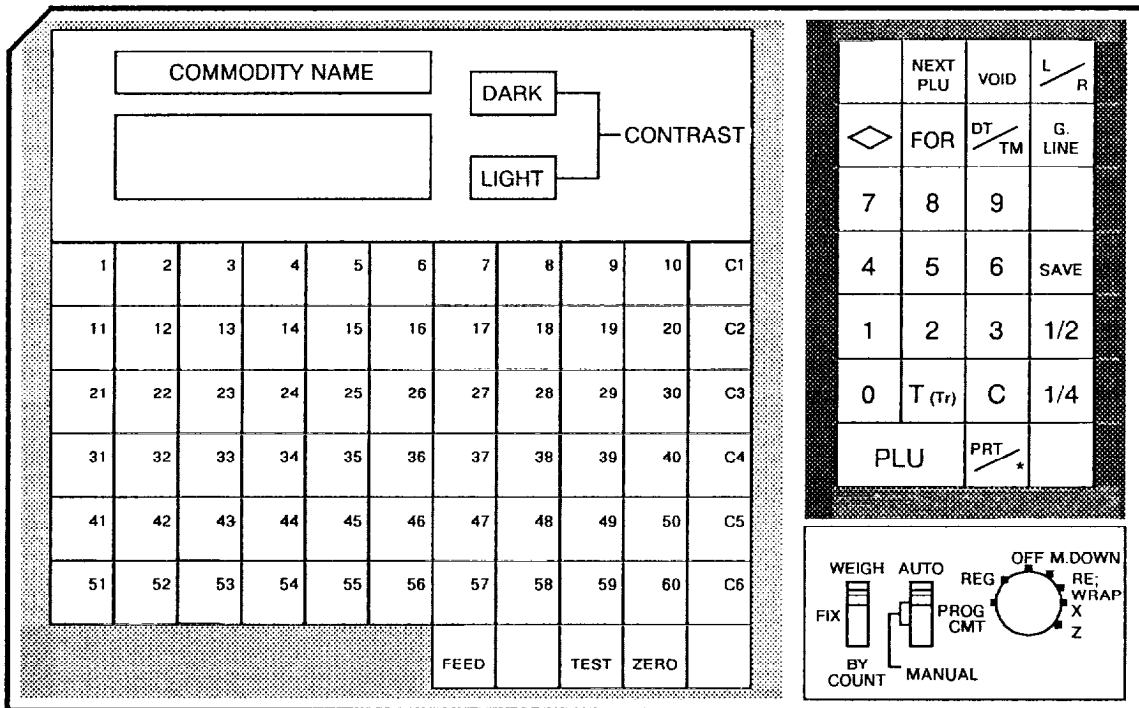 COMMODITY NAME
DARK
CONTRAST
LIGHT
1 2 3 4 5 6 7 8 9 10 C1
11 12 13 14 15 16 17 18 19 20 C2
21 22 23 24 25 26 27 28 29 30 C3
31 32 33 34 35 36 37 38 39 40 C4
41 42 43 44 45 46 47 48 49 50 C5
51 52 53 54 55 56 57 58 59 60 C6
FEED TEST ZERO
NEXT PLU VOID L/R
FOR DT/TM G. LINE
7 8 9
4 5 6 SAVE
1 2 3 1/2
0 T (Tr) C 1/4
PLU PRT/*
WEIGH AUTO
FIX
BY COUNT
MANUAL
OFF M.DOWN
REG RE;
WRAP
PROG X
CMT Z